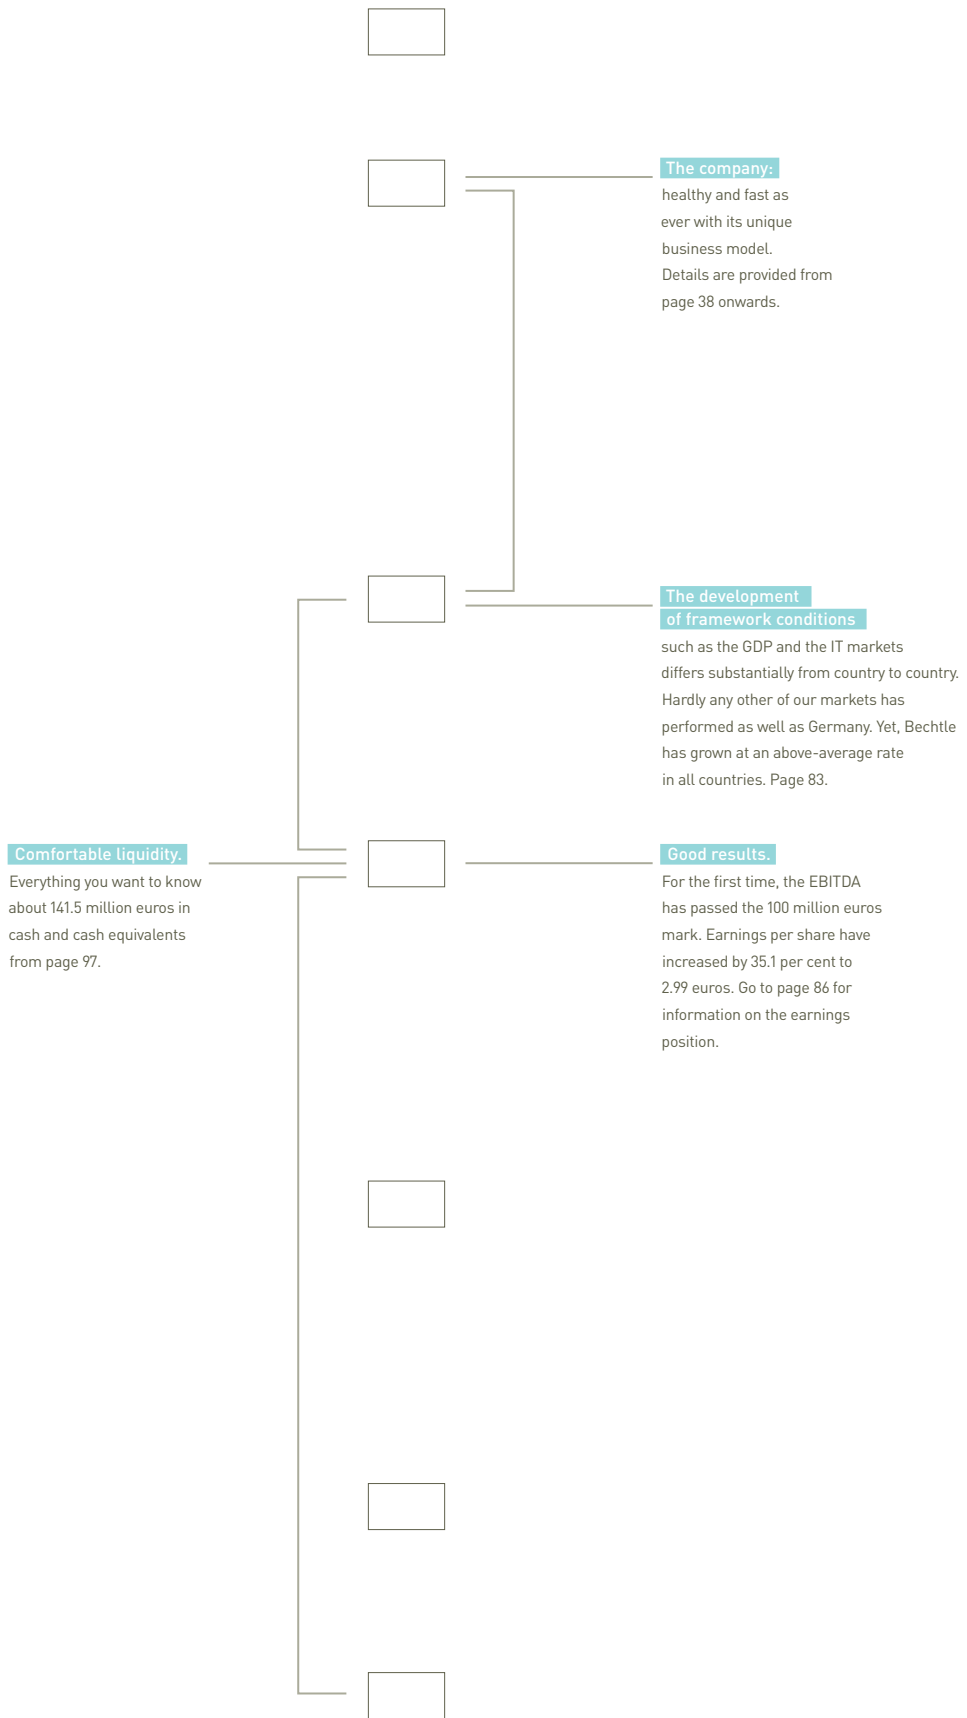 The company:
healthy and fast as
ever with its unique
business model.
Details are provided from
page 38 onwards.
The development
of framework conditions
such as the GDP and the IT markets
differs substantially from country to country.
Hardly any other of our markets has
performed as well as Germany. Yet, Bechtle
has grown at an above-average rate
in all countries. Page 83.
Comfortable liquidity.
Everything you want to know
about 141.5 million euros in
cash and cash equivalents
from page 97.
Good results.
For the first time, the EBITDA
has passed the 100 million euros
mark. Earnings per share have
increased by 35.1 per cent to
2.99 euros. Go to page 86 for
information on the earnings
position.